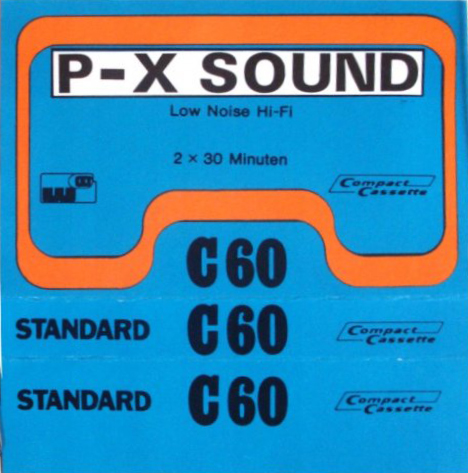 P-X SOUND
Low Noise Hi-Fi
2 x 30 Minuten
Compact
Cassette
C 60
STANDARD C 60 Compact
Cassette
STANDARD C 60 Compact
Cassette